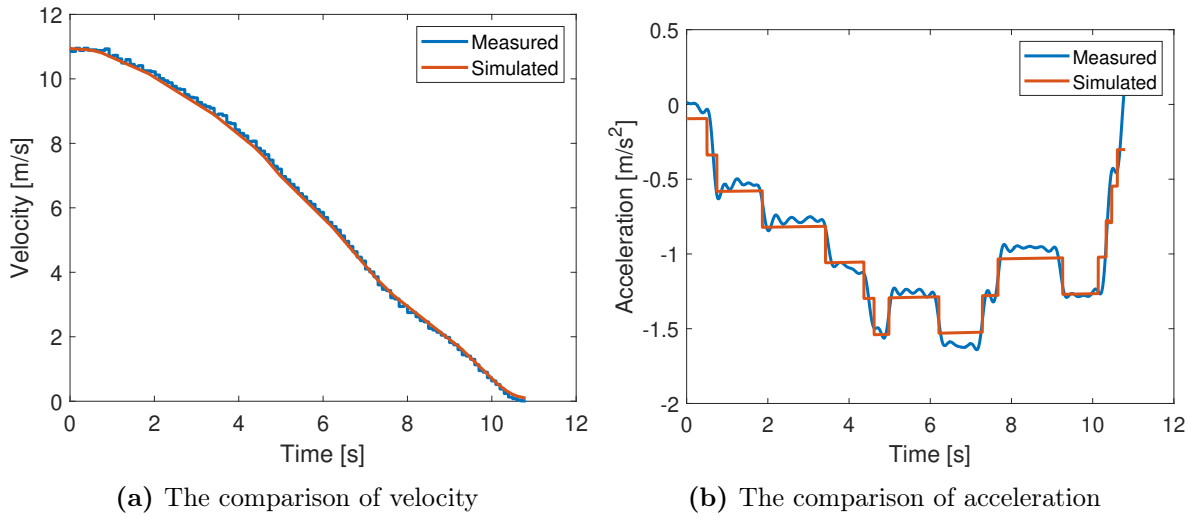 12
10
8
6
4
2
0
Velocity [m/s]
Measured
Simulated
0 2 4 6 8 10 12
Time [s]
(a) The comparison of velocity
0.5
0
-0.5
-1
-1.5
-2
Acceleration [m/s²]
Measured
Simulated
0 2 4 6 8 10 12
Time [s]
(b) The comparison of acceleration